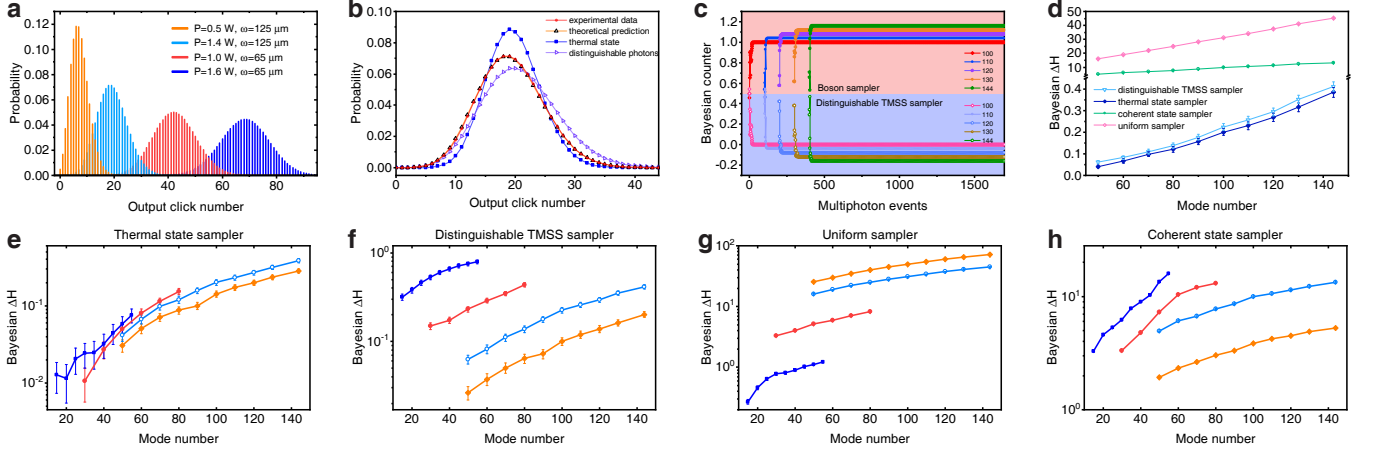 a
Probability
0.12
0.10
0.08
0.06
0.04
0.02
0.00
P=0.5 W, ω=125 μm
P=1.4 W, ω=125 μm
P=1.0 W, ω=65 μm
P=1.6 W, ω=65 μm
0 20 40 60 80
Output click number
b
Probability
0.10
0.08
0.06
0.04
0.02
0.00
experimental data
theoretical prediction
thermal state
distinguishable photons
0 10 20 30 40
Output click number
c
Bayesian counter
1.2
1.0
0.8
0.6
0.4
0.2
0.0
-0.2
100
110
120
130
144
Boson sampler
Distinguishable TMSS sampler
100
110
120
130
144
0 500 1000 1500
Multiphoton events
d
Bayesian ΔH
50
40
30
20
10
0.4
0.3
0.2
0.1
0.0
distinguishable TMSS sampler
thermal state sampler
coherent state sampler
uniform sampler
60 80 100 120 140
Mode number
e
Thermal state sampler
Bayesian ΔH
10⁻¹
10⁻²
20 40 60 80 100 120 140
Mode number
f
Distinguishable TMSS sampler
Bayesian ΔH
10⁰
10⁻¹
20 40 60 80 100 120 140
Mode number
g
Uniform sampler
Bayesian ΔH
10²
10¹
10⁰
10⁻¹
20 40 60 80 100 120 140
Mode number
h
Coherent state sampler
Bayesian ΔH
10¹
10⁰
20 40 60 80 100 120 140
Mode number